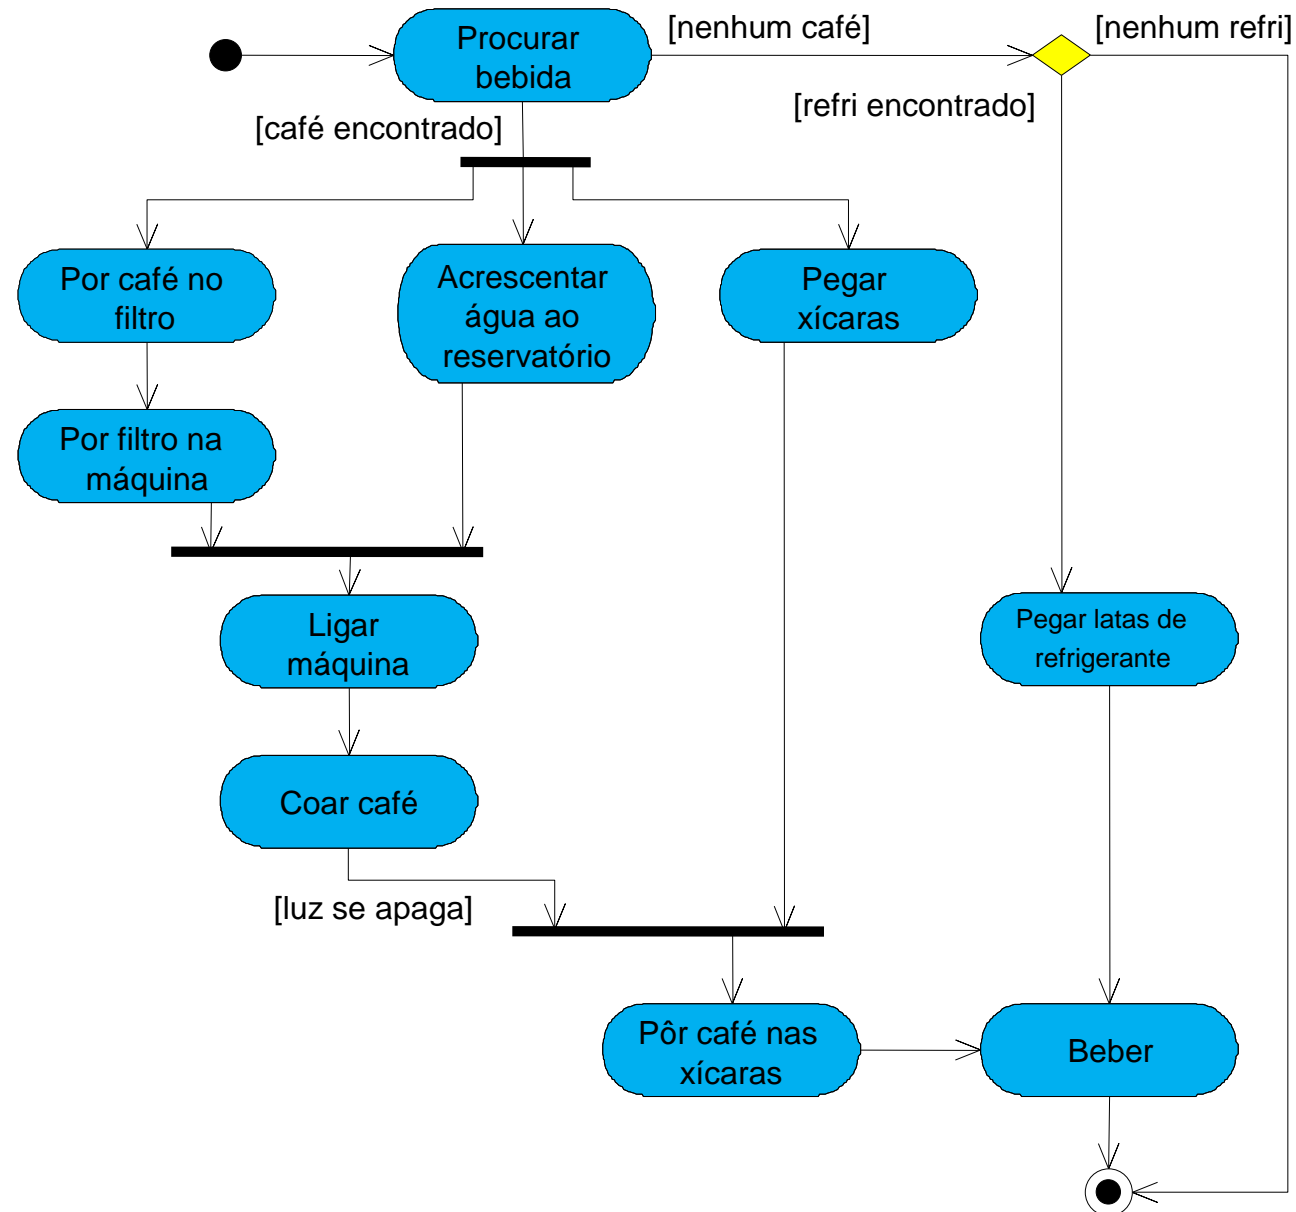 Procurar
bebida
[nenhum café]
[nenhum refri]
[refri encontrado]
[café encontrado]
Por café no
filtro
Acrescentar
água ao
reservatório
Pegar
xícaras
Por filtro na
máquina
Ligar
máquina
Pegar latas de
refrigerante
Coar café
[luz se apaga]
Pôr café nas
xícaras
Beber